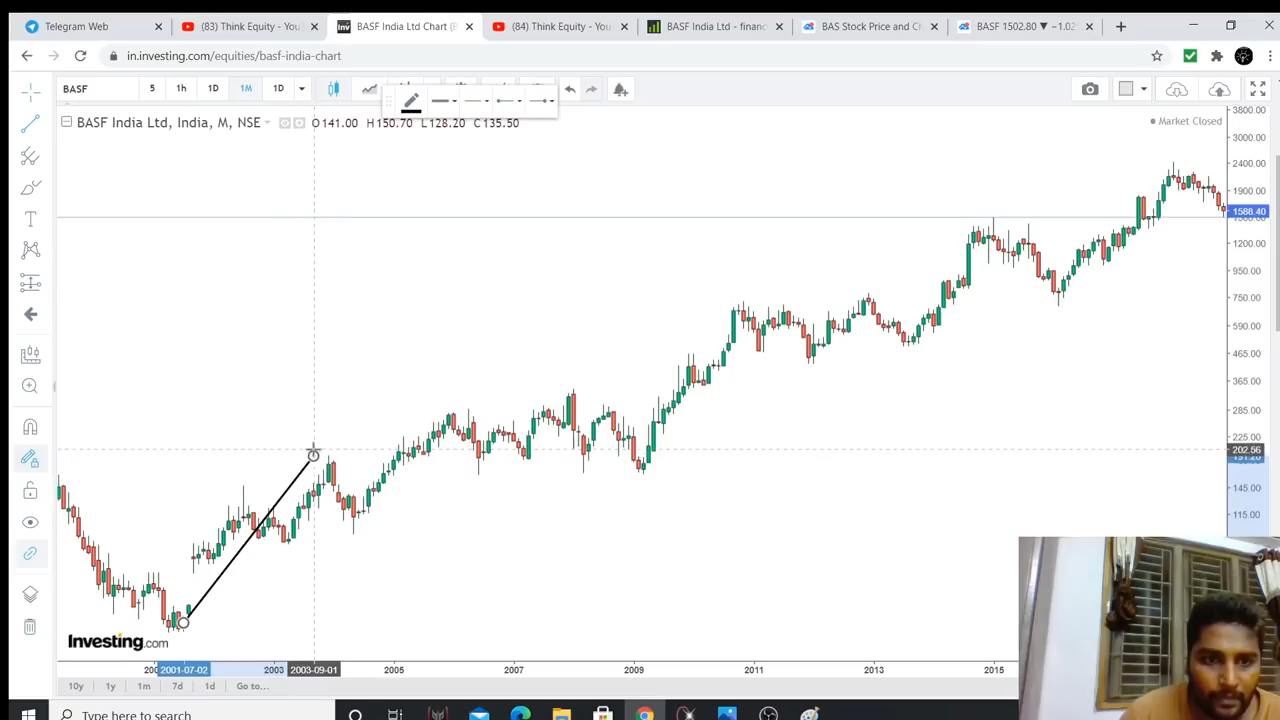 Telegram Web
(83) Think Equity - You
BASF India Ltd Chart (B
(84) Think Equity - You
BASF India Ltd - financ
BAS Stock Price and Ch
BASF 1502.80 ▼ -1.02
in.investing.com/equities/basf-india-chart
BASF
5
1h
1D
1M
1D
BASF India Ltd, India, M, NSE
O141.00 H150.70 L128.20 C135.50
Market Closed
3800.00
3000.00
2400.00
1900.00
1588.40
1200.00
950.00
750.00
590.00
465.00
365.00
285.00
225.00
202.56
145.00
115.00
Investing.com
2001-07-02
2003
2003-09-01
2005
2007
2009
2011
2013
2015
10y
1y
1m
7d
1d
Go to...
Type here to search